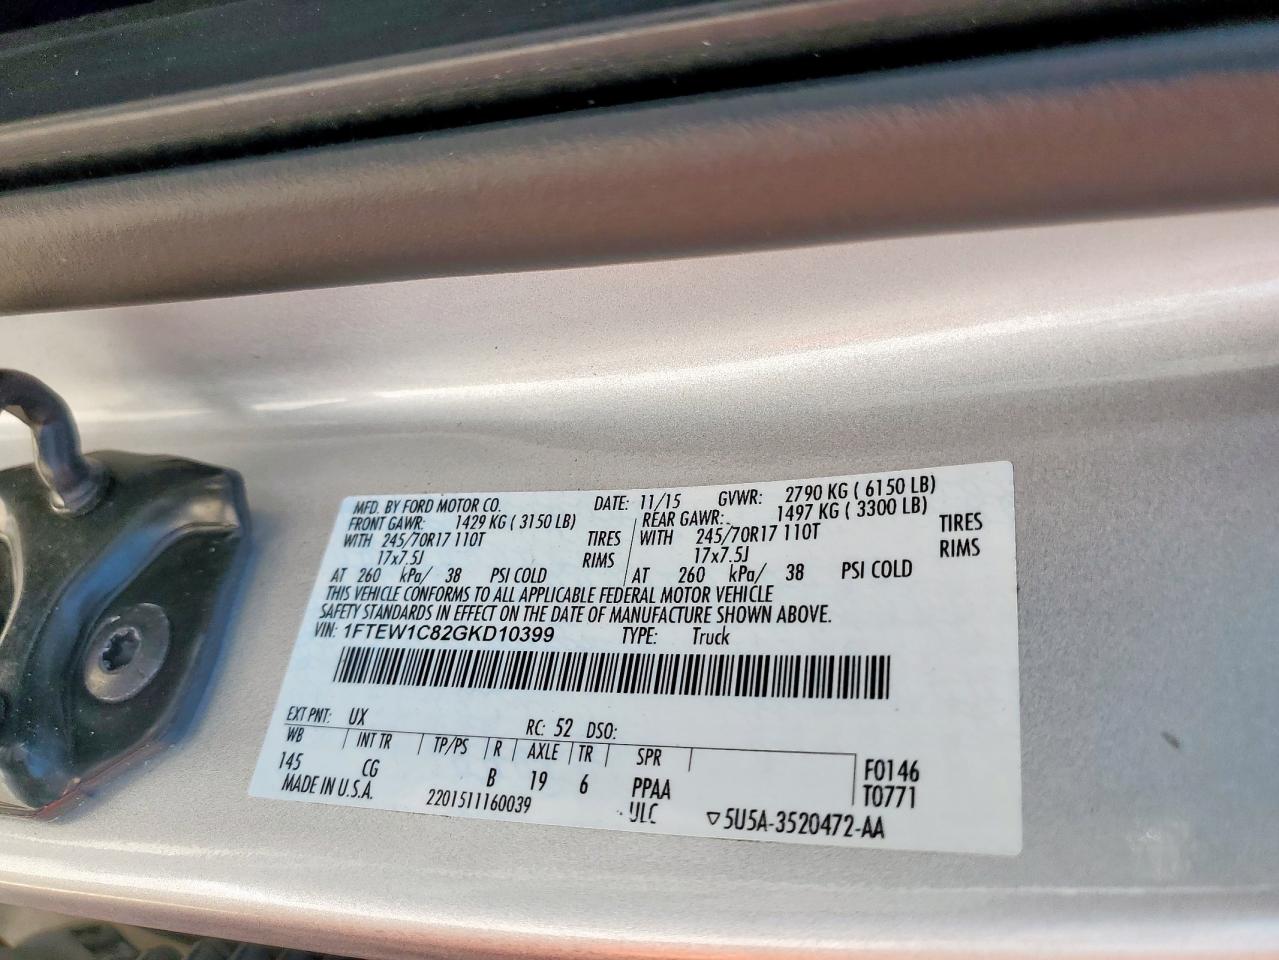 MFD. BY FORD MOTOR CO. DATE: 11/15 GVWR: 2790 KG ( 6150 LB)
FRONT GAWR: 1429 KG ( 3150 LB) REAR GAWR: 1497 KG ( 3300 LB)
WITH 245/70R17 110T TIRES WITH 245/70R17 110T TIRES
17x7.5J RIMS 17x7.5J RIMS
AT 260 kPa/ 38 PSI COLD AT 260 kPa/ 38 PSI COLD
THIS VEHICLE CONFORMS TO ALL APPLICABLE FEDERAL MOTOR VEHICLE
SAFETY STANDARDS IN EFFECT ON THE DATE OF MANUFACTURE SHOWN ABOVE.
VIN: 1FTEW1C82GKD10399 TYPE: Truck
EXT PNT: UX RC: 52 DSO:
WB INT TR TP/PS R AXLE TR SPR
145 CG B 19 6 PPAA F0146
T0771
MADE IN U.S.A. 2201511160039 ULC ▽5U5A-3520472-AA